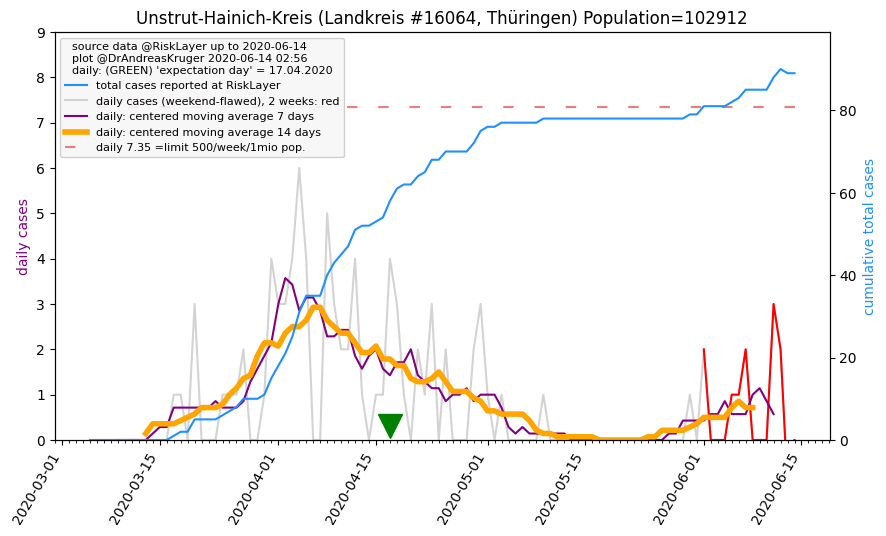 Unstrut-Hainich-Kreis (Landkreis #16064, Thüringen) Population=102912
source data @RiskLayer up to 2020-06-14
plot @DrAndreasKruger 2020-06-14 02:56
daily: (GREEN) 'expectation day' = 17.04.2020
total cases reported at RiskLayer
daily cases (weekend-flawed), 2 weeks: red
daily: centered moving average 7 days
daily: centered moving average 14 days
daily 7.35 =limit 500/week/1mio pop.
daily cases
9
8
7
6
5
4
3
2
1
0
cumulative total cases
80
60
40
20
0
2020-03-01
2020-03-15
2020-04-01
2020-04-15
2020-05-01
2020-05-15
2020-06-01
2020-06-15